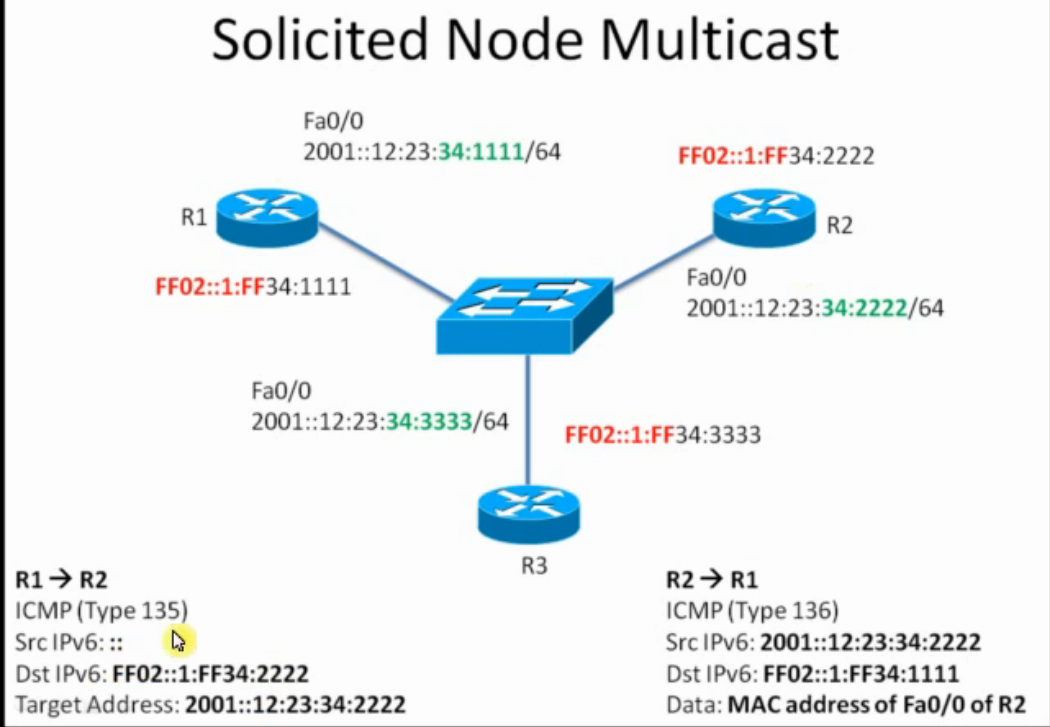 Solicited Node Multicast
Fa0/0
2001::12:23:34:1111/64
FF02::1:FF34:2222
R1
R2
FF02::1:FF34:1111
Fa0/0
2001::12:23:34:2222/64
Fa0/0
2001::12:23:34:3333/64
FF02::1:FF34:3333
R3
R1 → R2
ICMP (Type 135)
Src IPv6: ::
Dst IPv6: FF02::1:FF34:2222
Target Address: 2001::12:23:34:2222
R2 → R1
ICMP (Type 136)
Src IPv6: 2001::12:23:34:2222
Dst IPv6: FF02::1:FF34:1111
Data: MAC address of Fa0/0 of R2